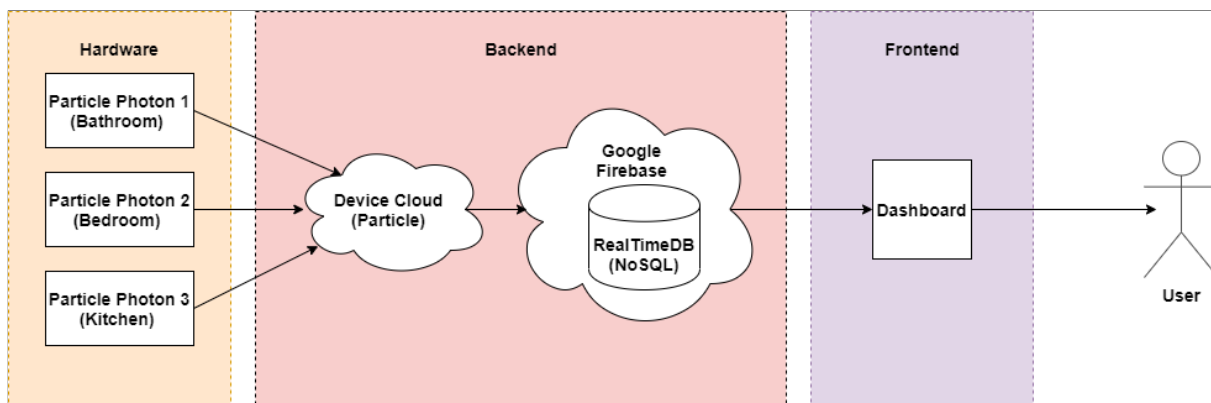 Hardware
Backend
Frontend
Particle Photon 1
(Bathroom)
Particle Photon 2
(Bedroom)
Particle Photon 3
(Kitchen)
Device Cloud
(Particle)
Google
Firebase
RealTimeDB
(NoSQL)
Dashboard
User